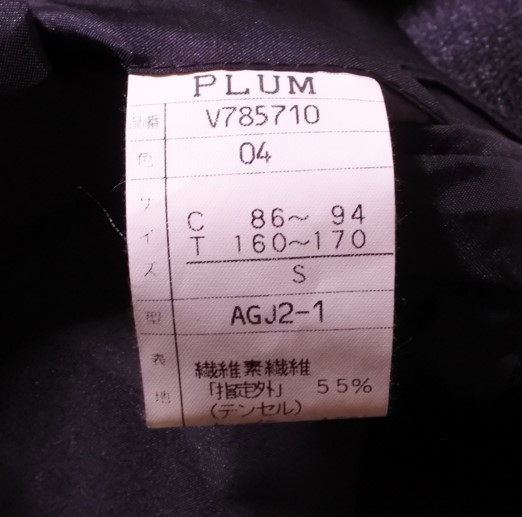 PLUM
品番 V785710
色 04
サイズ
C 86～ 94
T 160～170
S
型 AGJ2-1
表地
繊維素繊維
「指定外」 55%
(テンセル)